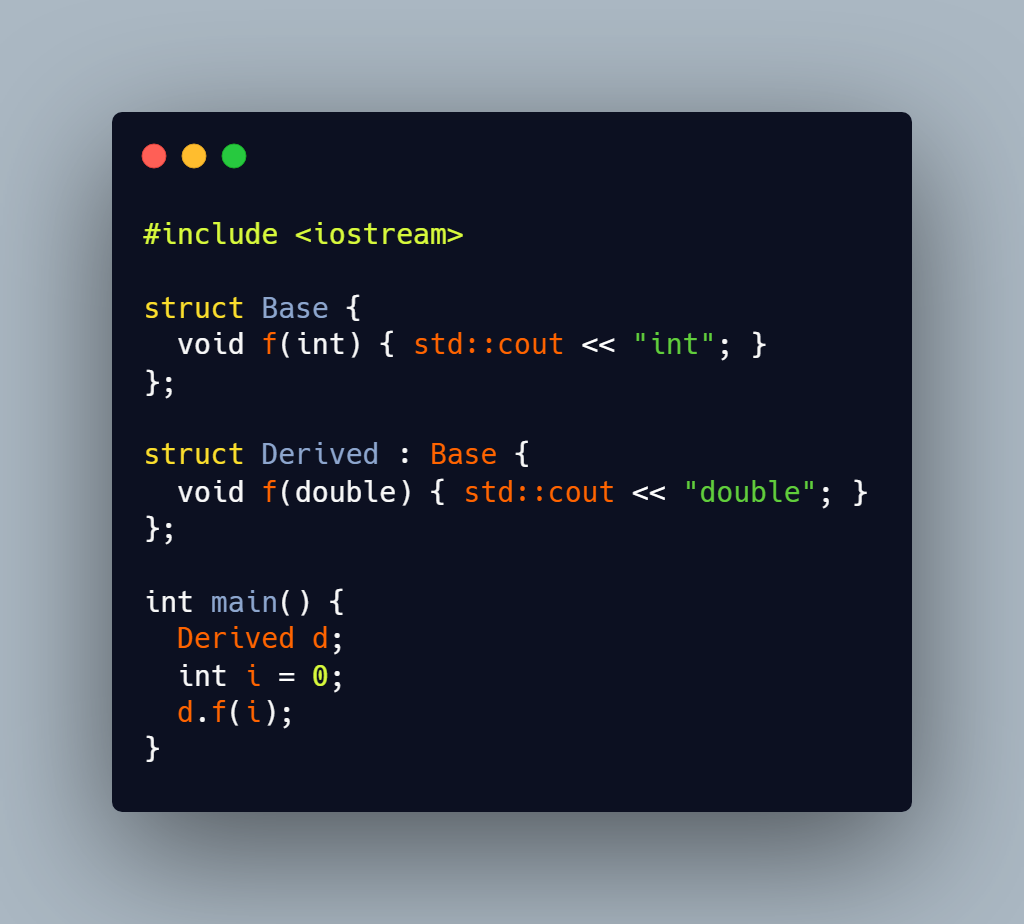 #include <iostream>

struct Base {
  void f(int) { std::cout << "int"; }
};

struct Derived : Base {
  void f(double) { std::cout << "double"; }
};

int main() {
  Derived d;
  int i = 0;
  d.f(i);
}